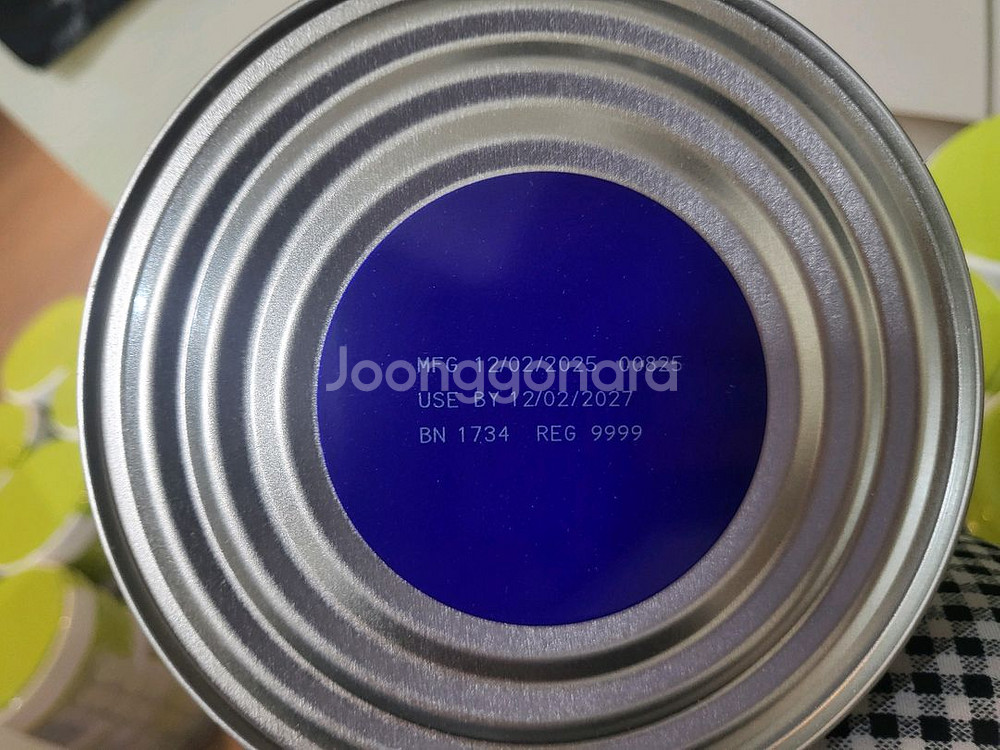 MFG 12/02/2025 00825
Joonggonara
USE BY 12/02/2027
BN 1734 REG 9999